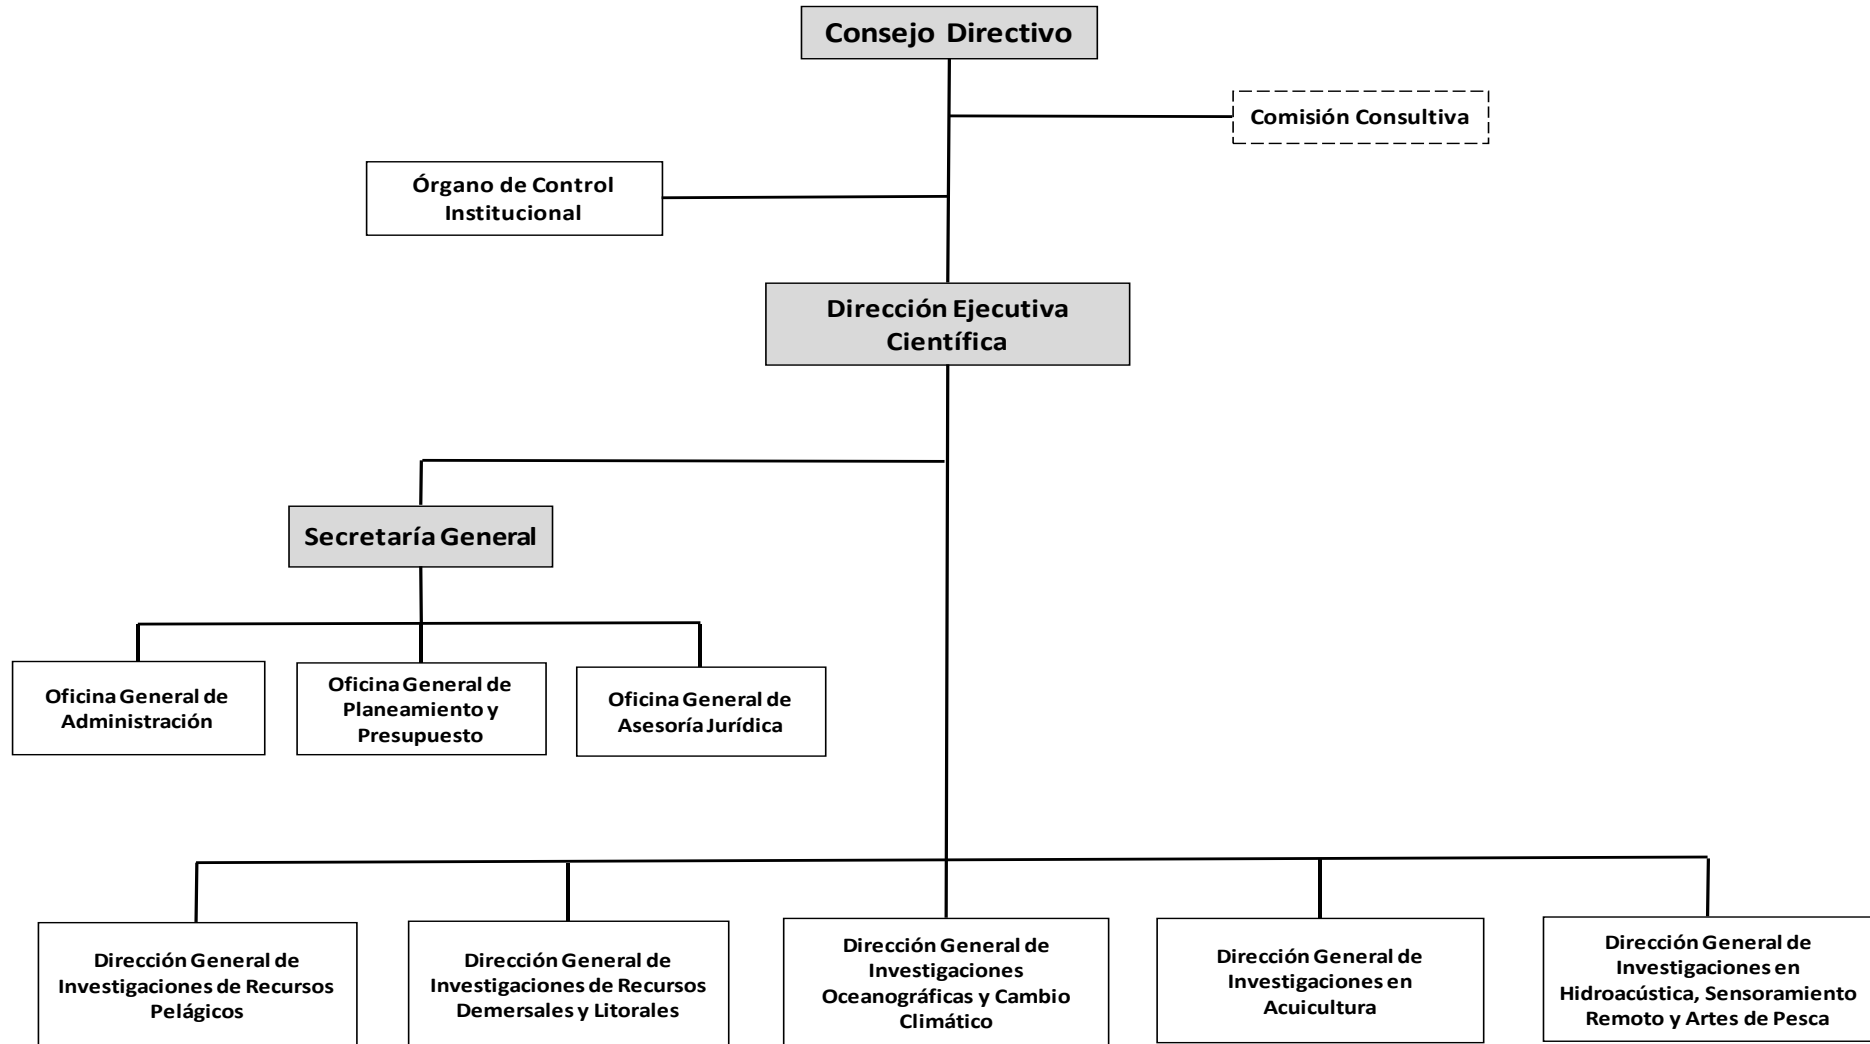 Consejo Directivo
Comisión Consultiva
Órgano de Control
Institucional
Dirección Ejecutiva
Científica
Secretaría General
Oficina General de
Administración
Oficina General de
Planeamiento y
Presupuesto
Oficina General de
Asesoría Jurídica
Dirección General de
Investigaciones de Recursos
Pelágicos
Dirección General de
Investigaciones de Recursos
Demersales y Litorales
Dirección General de
Investigaciones
Oceanográficas y Cambio
Climático
Dirección General de
Investigaciones en
Acuicultura
Dirección General de
Investigaciones en
Hidroacústica, Sensoramiento
Remoto y Artes de Pesca